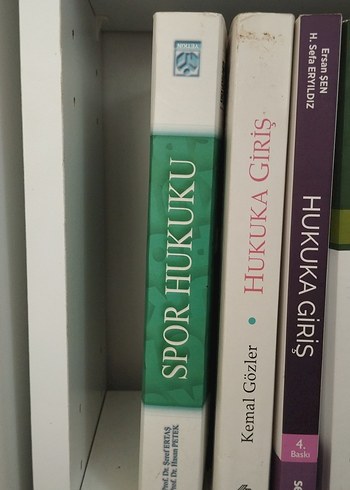 YETKİN
SPOR HUKUKU
Prof. Dr. Şeref ERTAŞ
Prof. Dr. Hasan PETEK
Kemal Gözler • HUKUKA GİRİŞ
Ersan ŞEN
H. Sefa ERYILDIZ
HUKUKA GİRİŞ
4.
Baskı